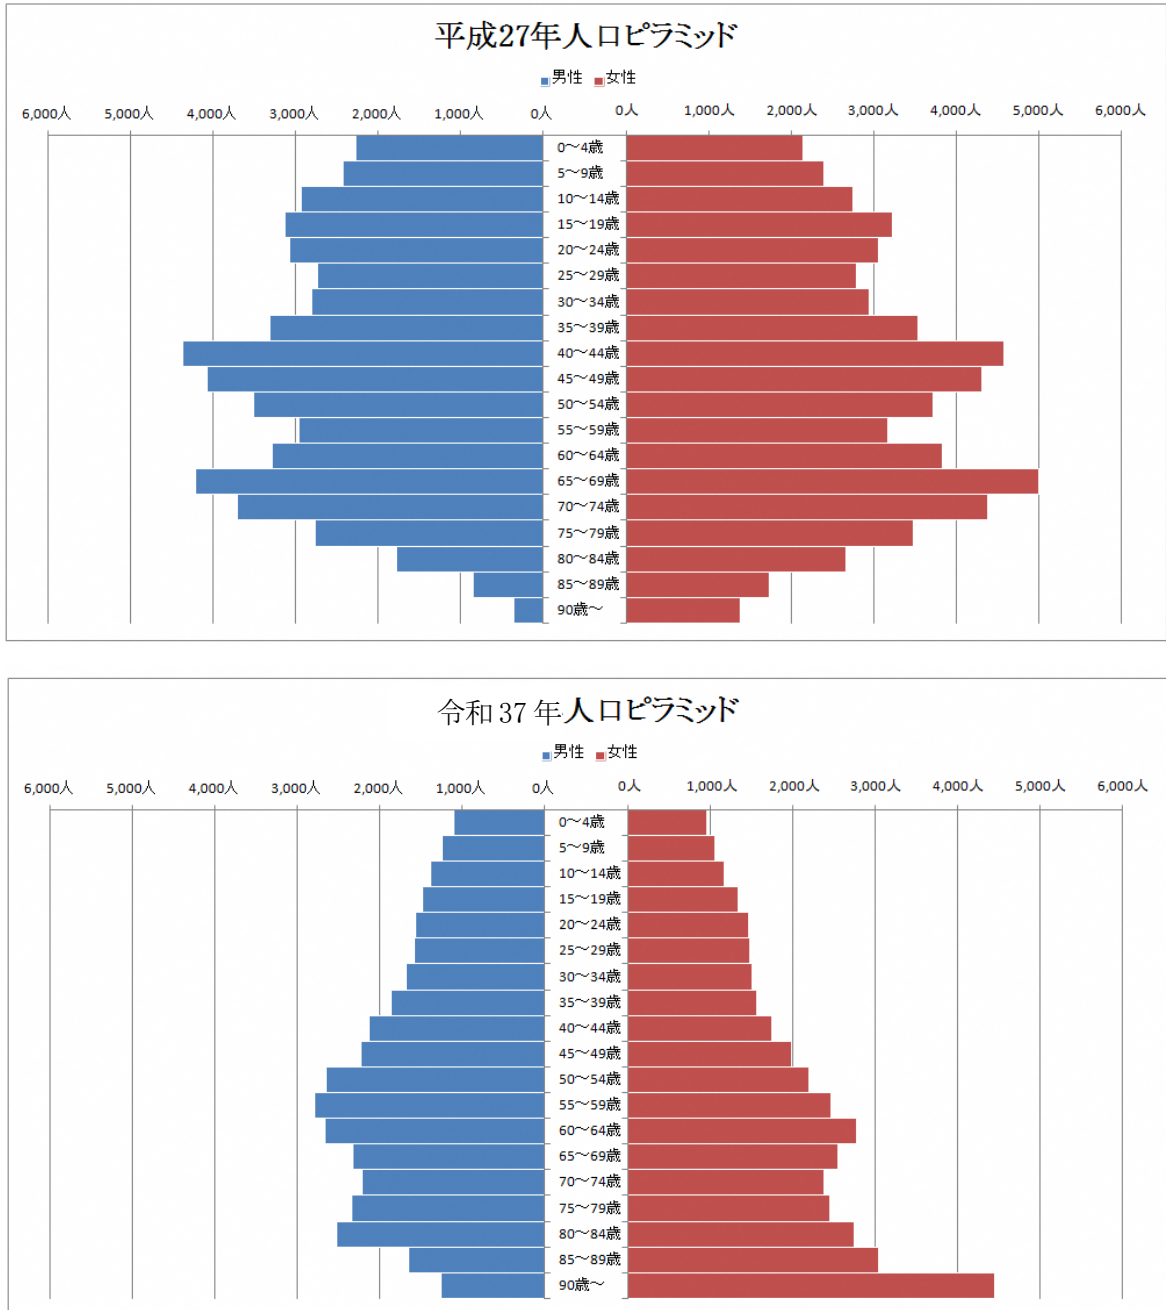 平成27年人口ピラミッド
男性 女性
6,000人 5,000人 4,000人 3,000人 2,000人 1,000人 0人 0人 1,000人 2,000人 3,000人 4,000人 5,000人 6,000人
0～4歳
5～9歳
10～14歳
15～19歳
20～24歳
25～29歳
30～34歳
35～39歳
40～44歳
45～49歳
50～54歳
55～59歳
60～64歳
65～69歳
70～74歳
75～79歳
80～84歳
85～89歳
90歳～
令和37年人口ピラミッド
男性 女性
6,000人 5,000人 4,000人 3,000人 2,000人 1,000人 0人 0人 1,000人 2,000人 3,000人 4,000人 5,000人 6,000人
0～4歳
5～9歳
10～14歳
15～19歳
20～24歳
25～29歳
30～34歳
35～39歳
40～44歳
45～49歳
50～54歳
55～59歳
60～64歳
65～69歳
70～74歳
75～79歳
80～84歳
85～89歳
90歳～